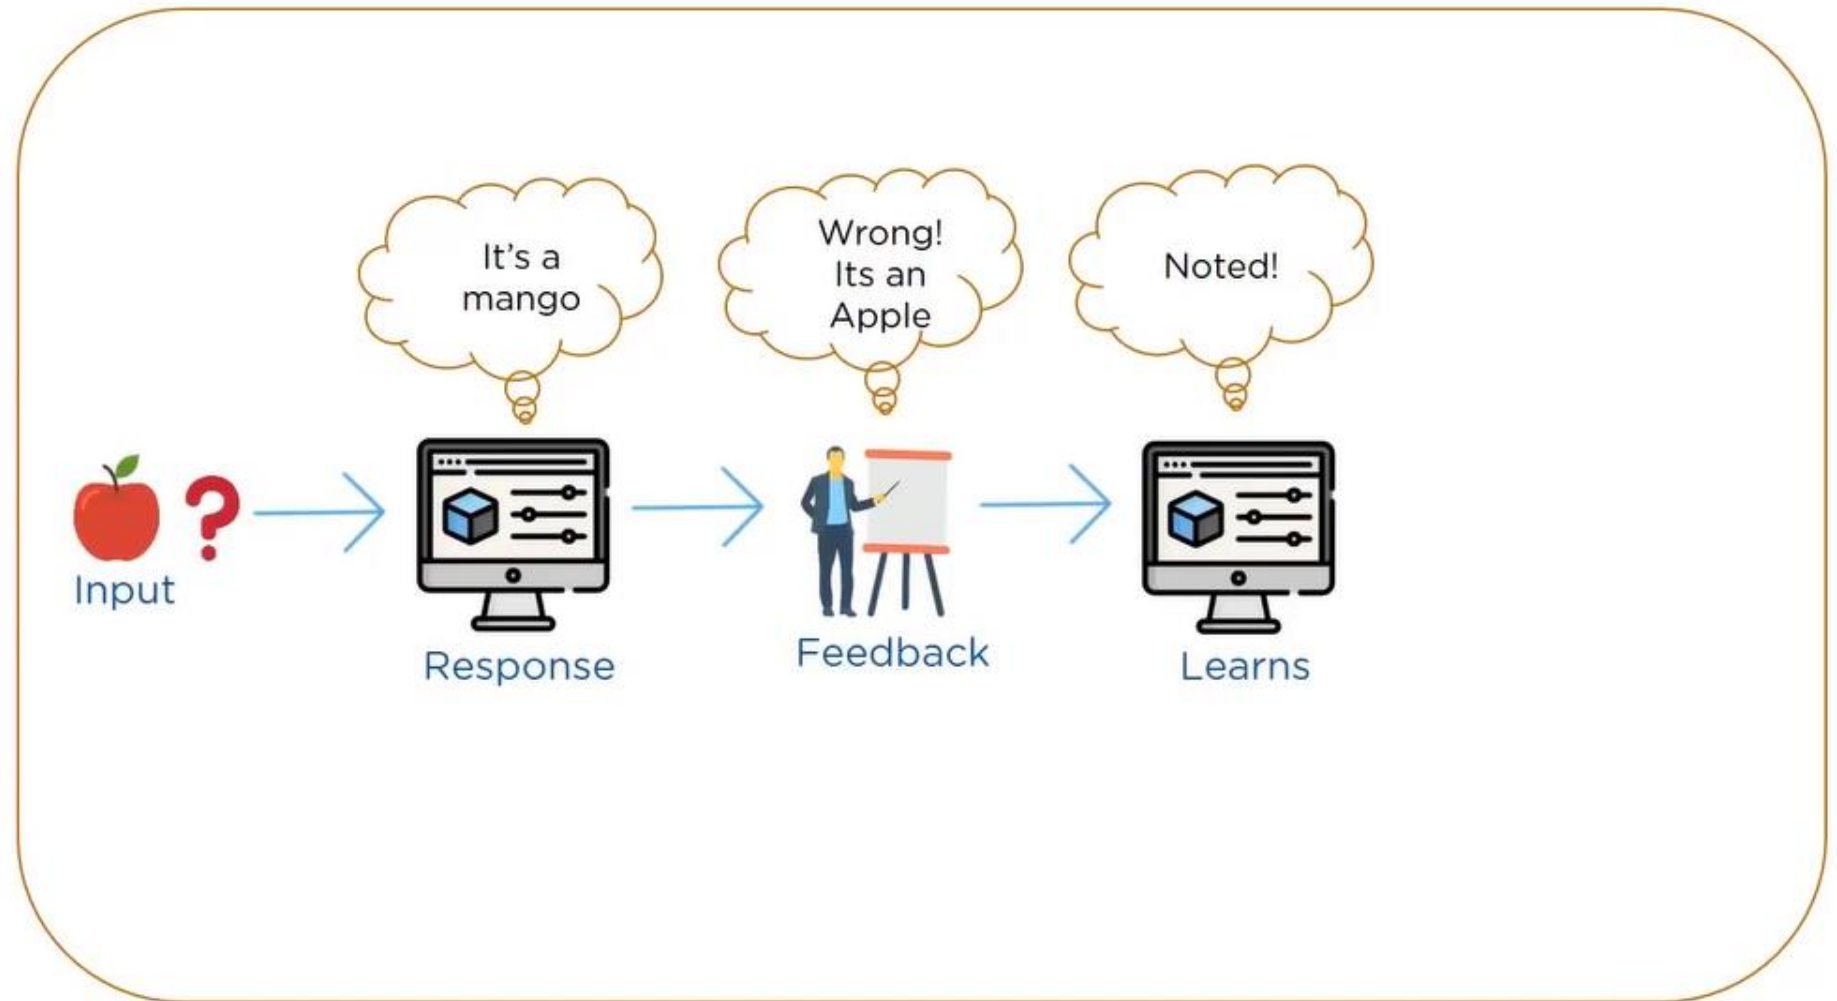 It's a
mango
Wrong!
Its an
Apple
Noted!
?
Input
Response
Feedback
Learns